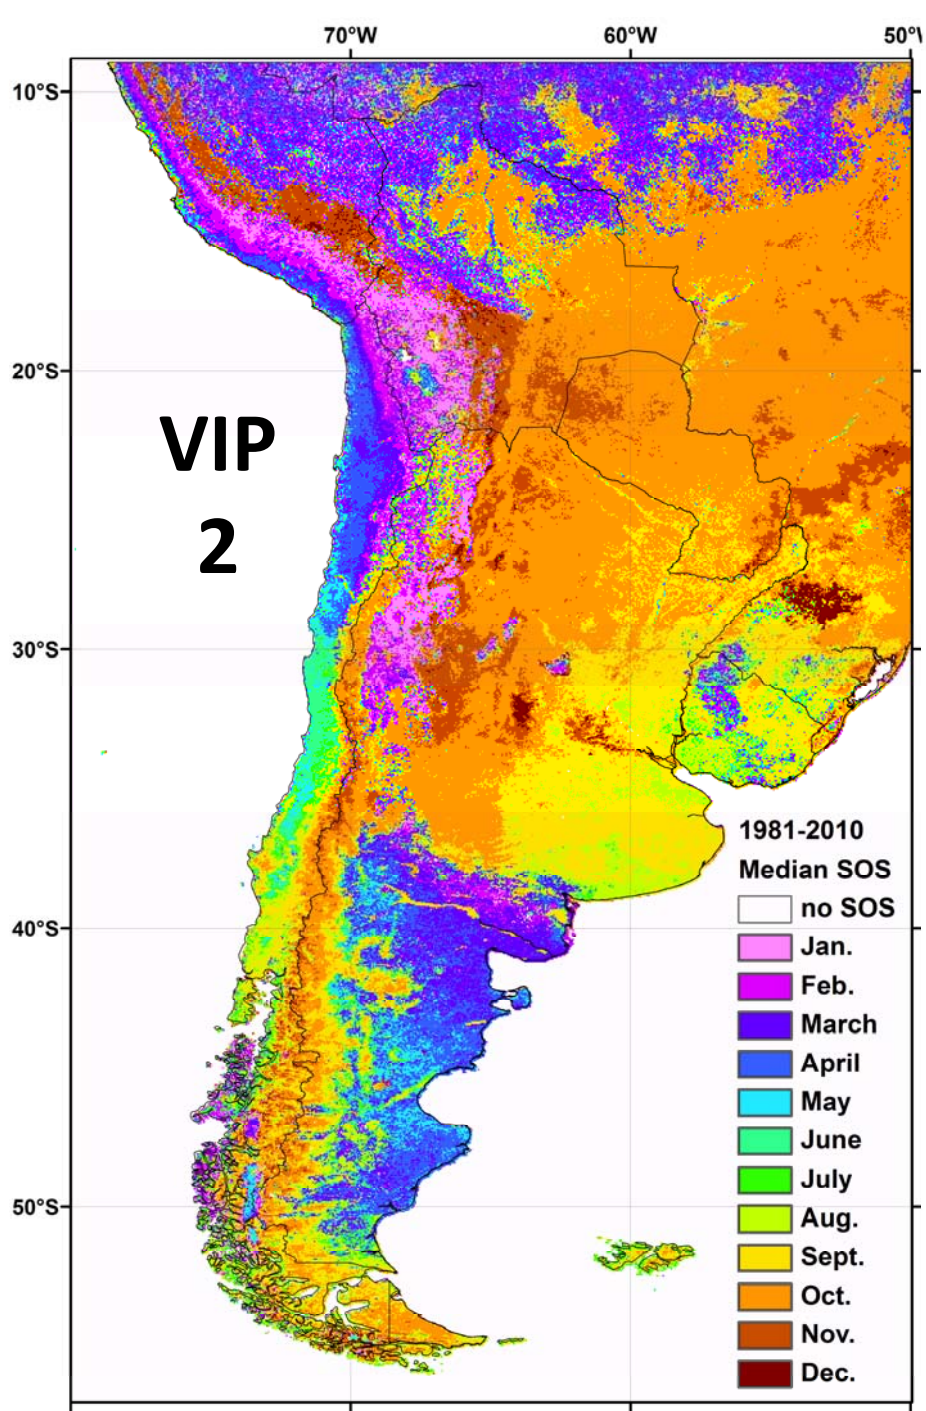 70°W 60°W 50°W
10°S
20°S
VIP
2
30°S
1981-2010
Median SOS
no SOS
40°S
Jan.
Feb.
March
April
May
June
July
50°S
Aug.
Sept.
Oct.
Nov.
Dec.